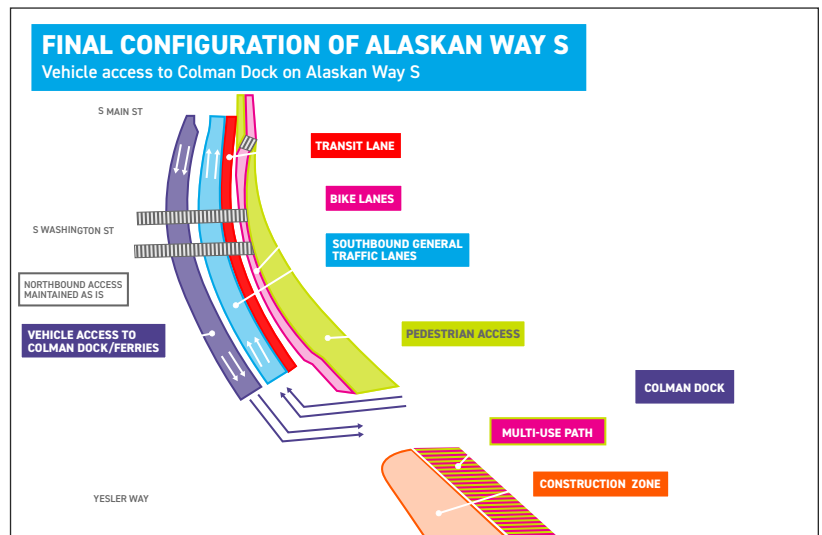 FINAL CONFIGURATION OF ALASKAN WAY S
Vehicle access to Colman Dock on Alaskan Way S
S MAIN ST
TRANSIT LANE
BIKE LANES
S WASHINGTON ST
SOUTHBOUND GENERAL
TRAFFIC LANES
NORTHBOUND ACCESS
MAINTAINED AS IS
VEHICLE ACCESS TO
COLMAN DOCK/FERRIES
PEDESTRIAN ACCESS
COLMAN DOCK
MULTI-USE PATH
CONSTRUCTION ZONE
YESLER WAY